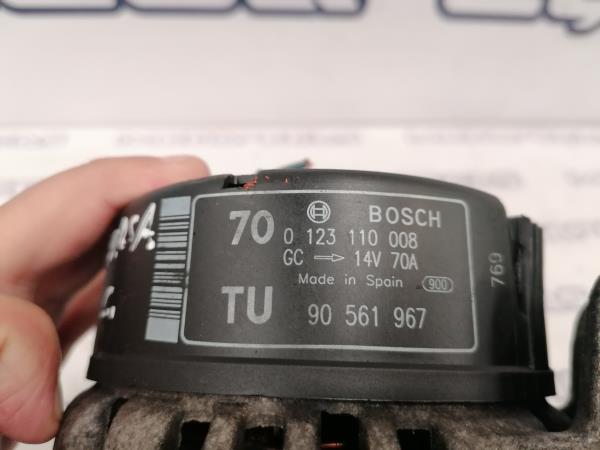 70 BOSCH
0 123 110 008
GC → 14V 70A
Made in Spain 900
TU 90 561 967
769